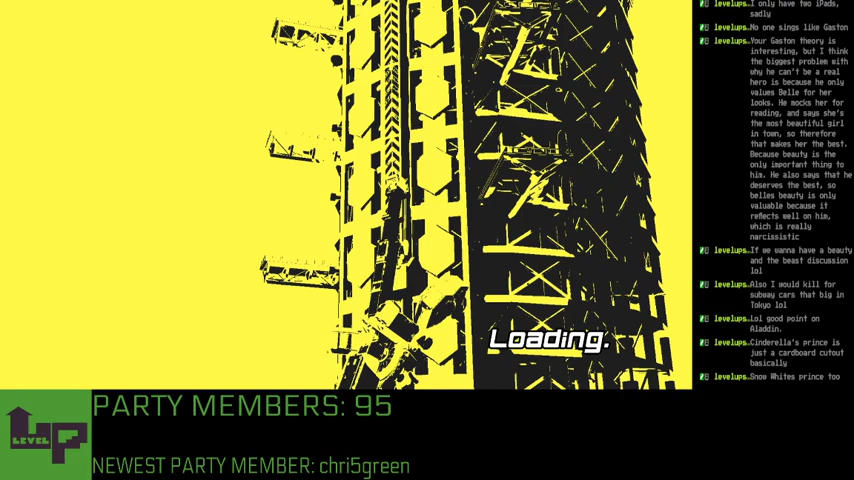 Loading.
PARTY MEMBERS: 95
NEWEST PARTY MEMBER: chri5green
LEVEL
UP
levelups… I only have two iPads,
sadly
levelups… No one sings like Gaston
levelups… Your Gaston theory is
interesting, but I think
the biggest problem with
why he can't be a real
hero is because he only
values Belle for her
looks. He mocks her for
reading, and says she's
the most beautiful girl
in town, so therefore
that makes her the best.
Because beauty is the
only important thing to
him. He also says that he
deserves the best, so
belles beauty is only
valuable because it
reflects well on him,
which is really
narcissistic
levelups… If we wanna have a beauty
and the beast discussion
lol
levelups… Also I would kill for
subway cars that big in
Tokyo lol
levelups… Lol good point on
Aladdin.
levelups… Cinderella's prince is
just a cardboard cutout
basically
levelups… Snow Whites prince too